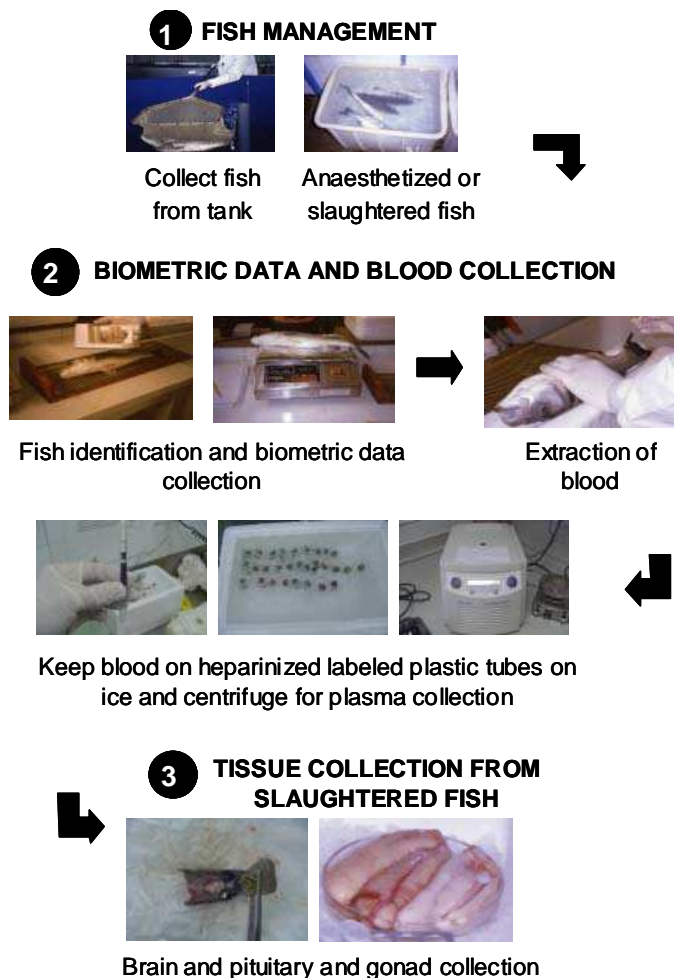 1 FISH MANAGEMENT
Collect fish
from tank
Anaesthetized or
slaughtered fish
2 BIOMETRIC DATA AND BLOOD COLLECTION
Fish identification and biometric data
collection
Extraction of
blood
Keep blood on heparinized labeled plastic tubes on
ice and centrifuge for plasma collection
3 TISSUE COLLECTION FROM
SLAUGHTERED FISH
Brain and pituitary and gonad collection